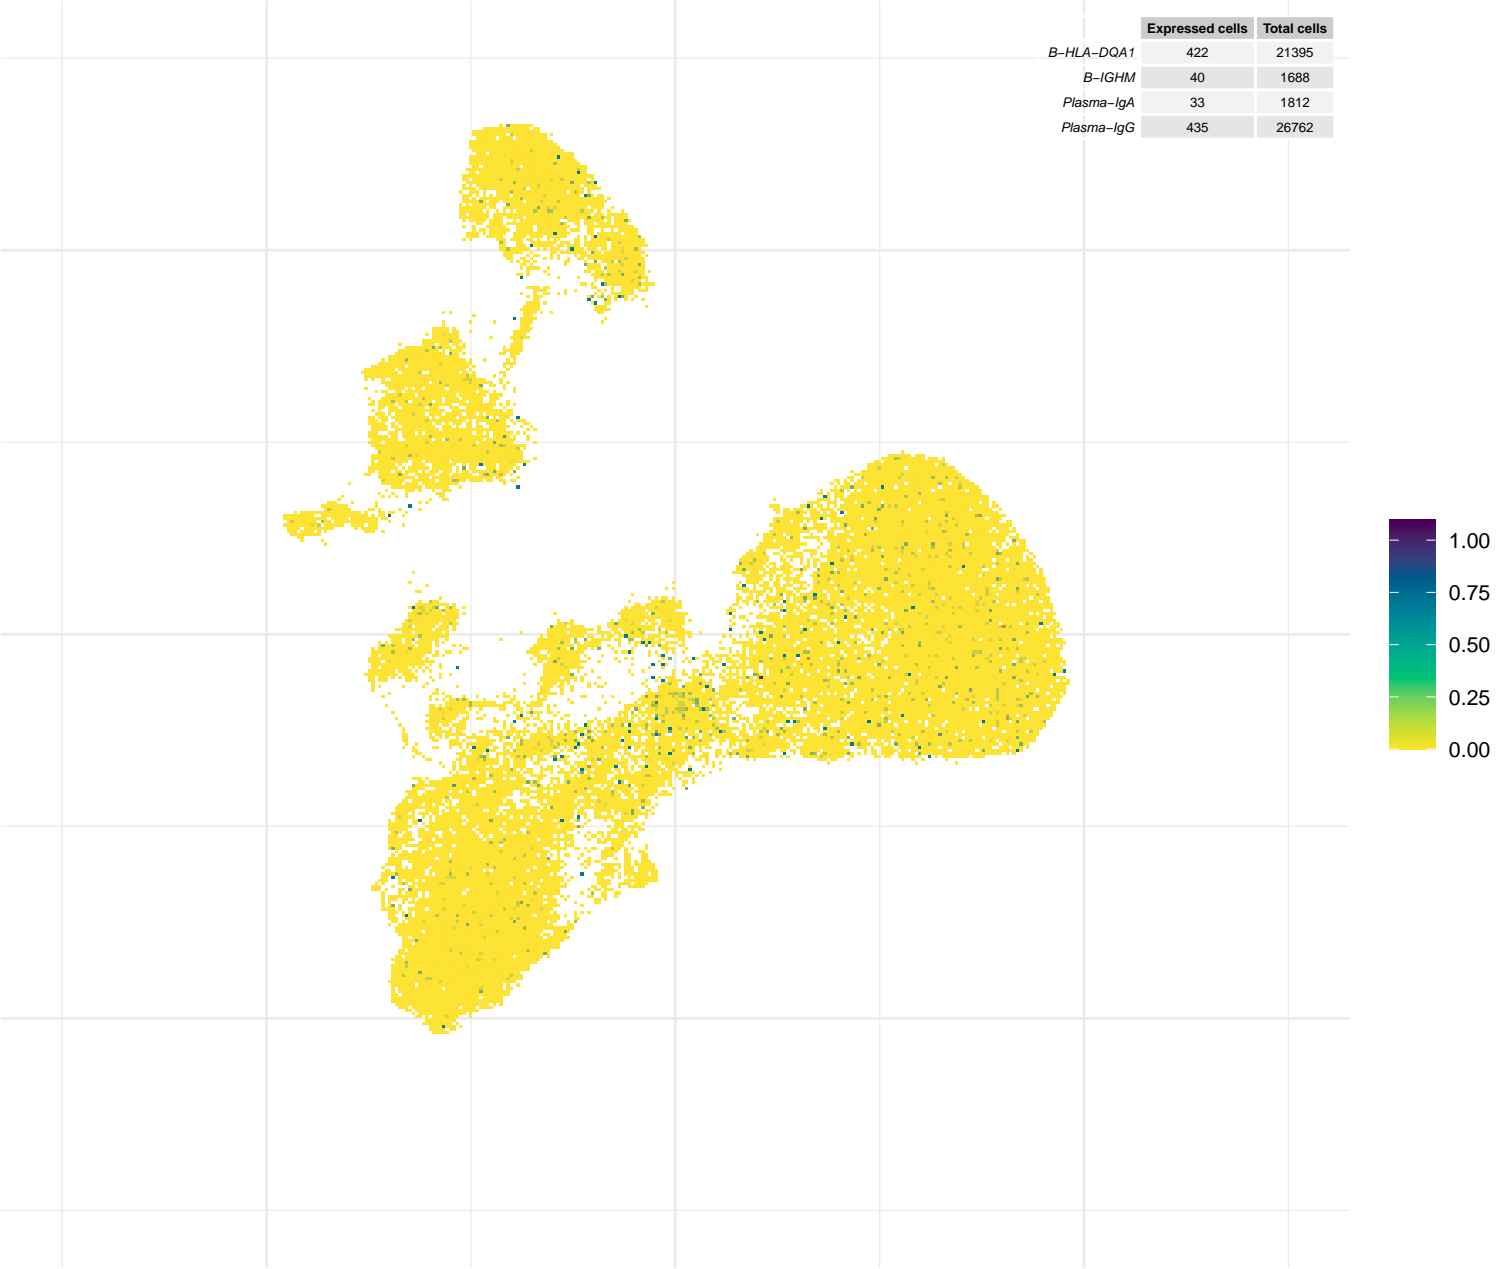 Expressed cells Total cells
B−HLA−DQA1 422 21395
B−IGHM 40 1688
Plasma−IgA 33 1812
Plasma−IgG 435 26762
1.00
0.75
0.50
0.25
0.00